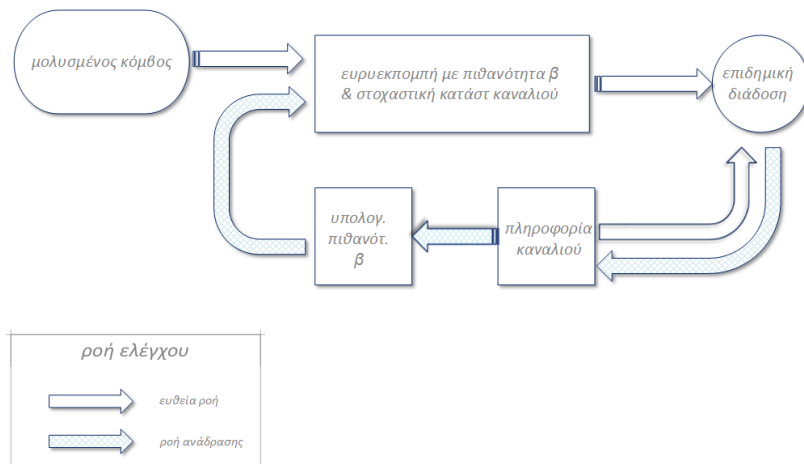 μολυσμένος κόμβος
ευρυεκπομπή με πιθανότητα β
& στοχαστική κατάστ καναλιού
επιδημική
διάδοση
υπολογ.
πιθανότ.
β
πληροφορία
καναλιού
ροή ελέγχου
ευθεία ροή
ροή ανάδρασης